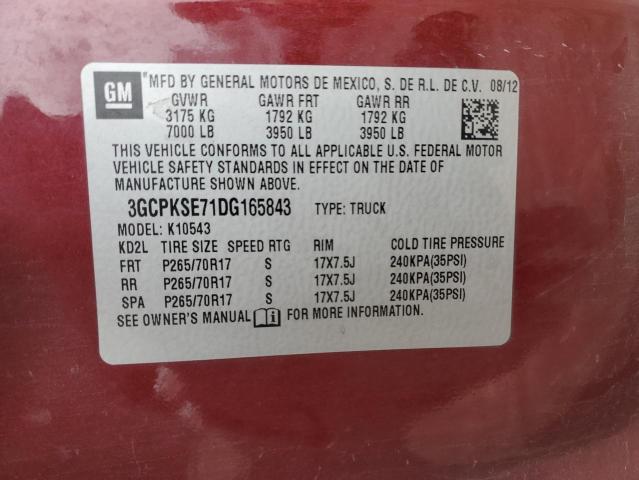 GM
*MFD BY GENERAL MOTORS DE MEXICO, S. DE R.L. DE C.V. 08/12
GVWR GAWR FRT GAWR RR
3175 KG 1792 KG 1792 KG
7000 LB 3950 LB 3950 LB
THIS VEHICLE CONFORMS TO ALL APPLICABLE U.S. FEDERAL MOTOR
VEHICLE SAFETY STANDARDS IN EFFECT ON THE DATE OF
MANUFACTURE SHOWN ABOVE.
3GCPKSE71DG165843 TYPE: TRUCK
MODEL: K10543
KD2L TIRE SIZE SPEED RTG RIM COLD TIRE PRESSURE
FRT P265/70R17 S 17X7.5J 240KPA(35PSI)
RR P265/70R17 S 17X7.5J 240KPA(35PSI)
SPA P265/70R17 S 17X7.5J 240KPA(35PSI)
SEE OWNER'S MANUAL FOR MORE INFORMATION.